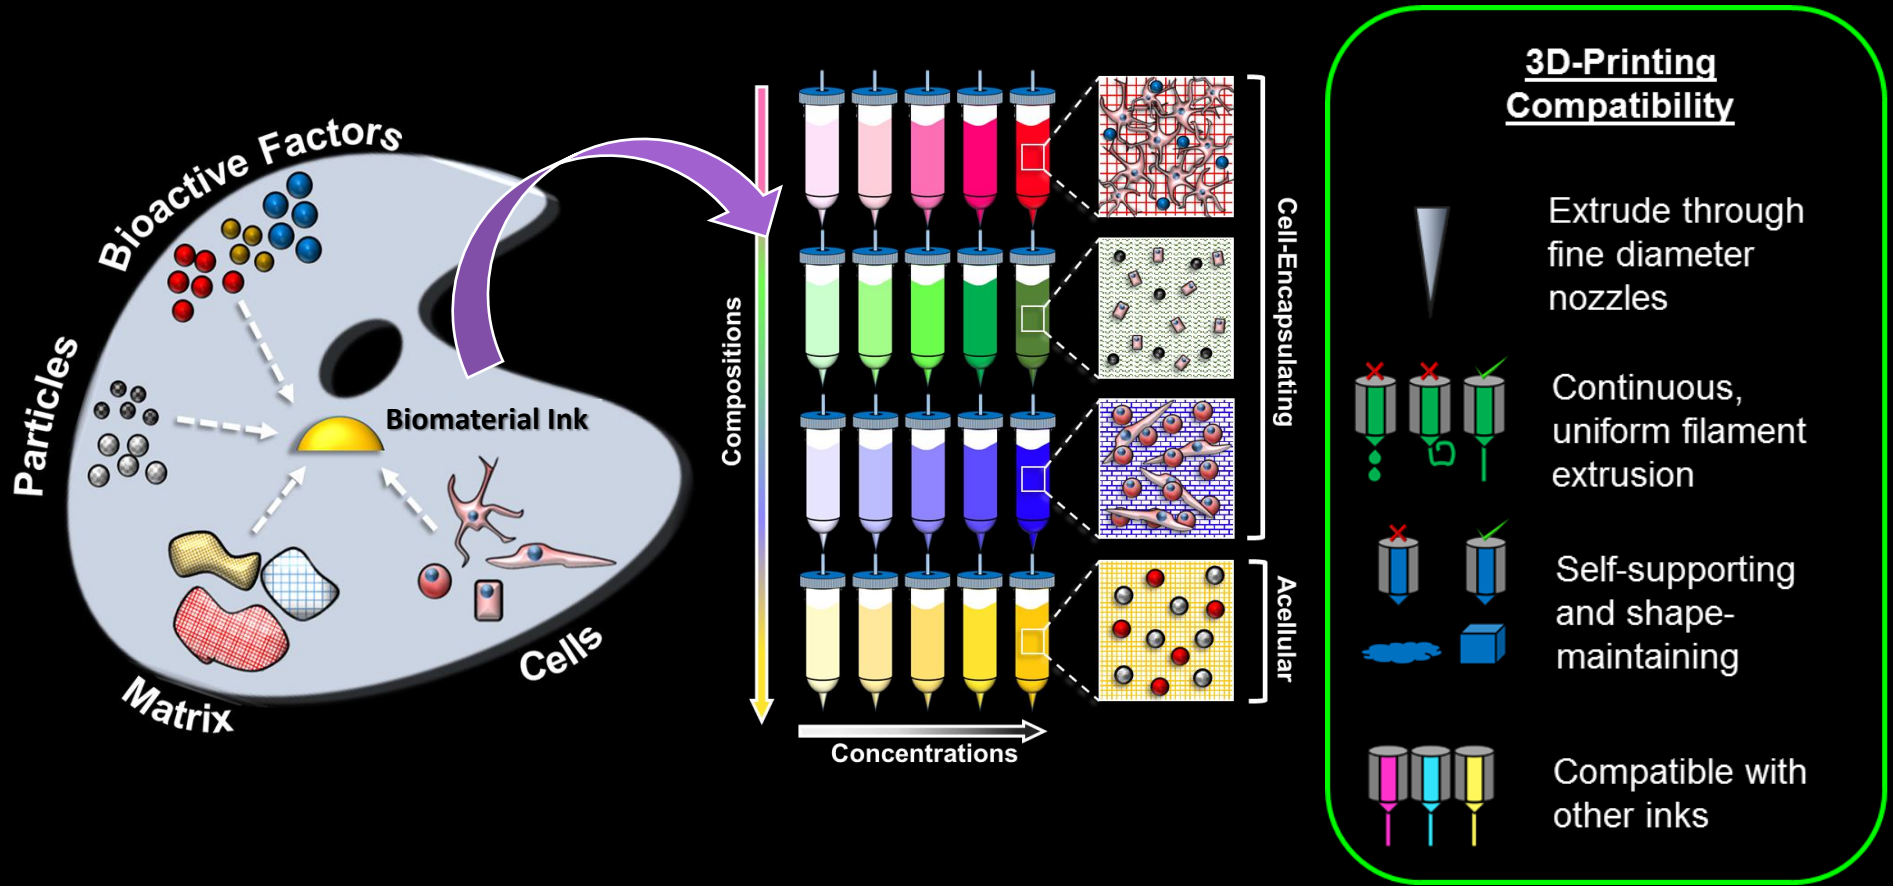 Bioactive Factors
Particles
Matrix
Cells
Biomaterial Ink
Compositions
Concentrations
Cell-Encapsulating
Acellular
3D-Printing
Compatibility
Extrude through
fine diameter
nozzles
Continuous,
uniform filament
extrusion
Self-supporting
and shape-
maintaining
Compatible with
other inks